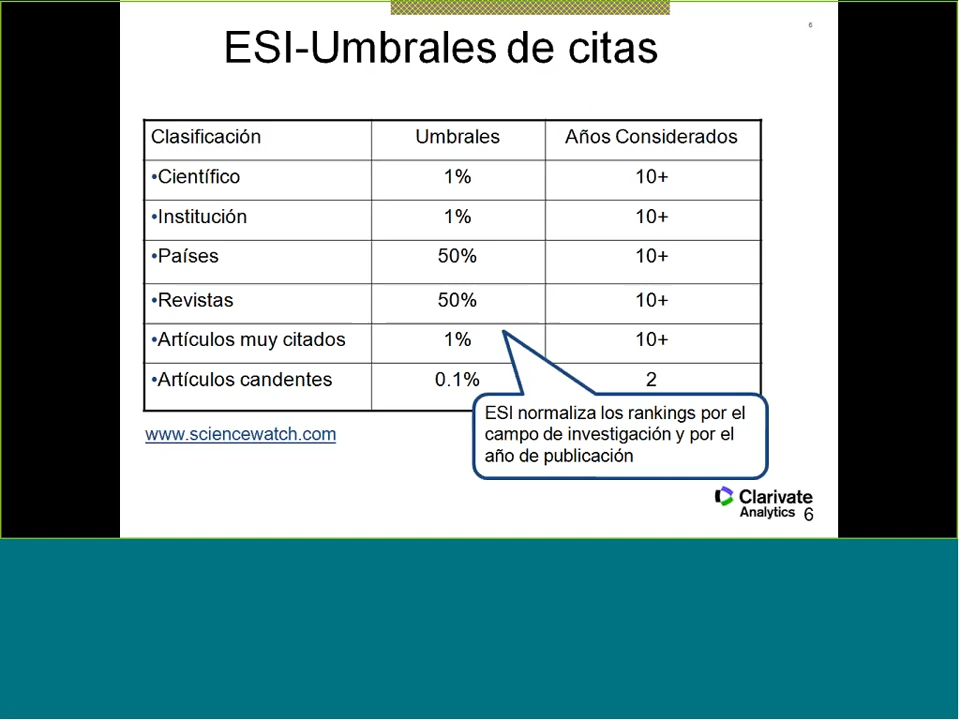 6
ESI-Umbrales de citas
Clasificación Umbrales Años Considerados
•Científico 1% 10+
•Institución 1% 10+
•Países 50% 10+
•Revistas 50% 10+
•Artículos muy citados 1% 10+
•Artículos candentes 0.1% 2
ESI normaliza los rankings por el
campo de investigación y por el
año de publicación
www.sciencewatch.com
Clarivate
Analytics 6